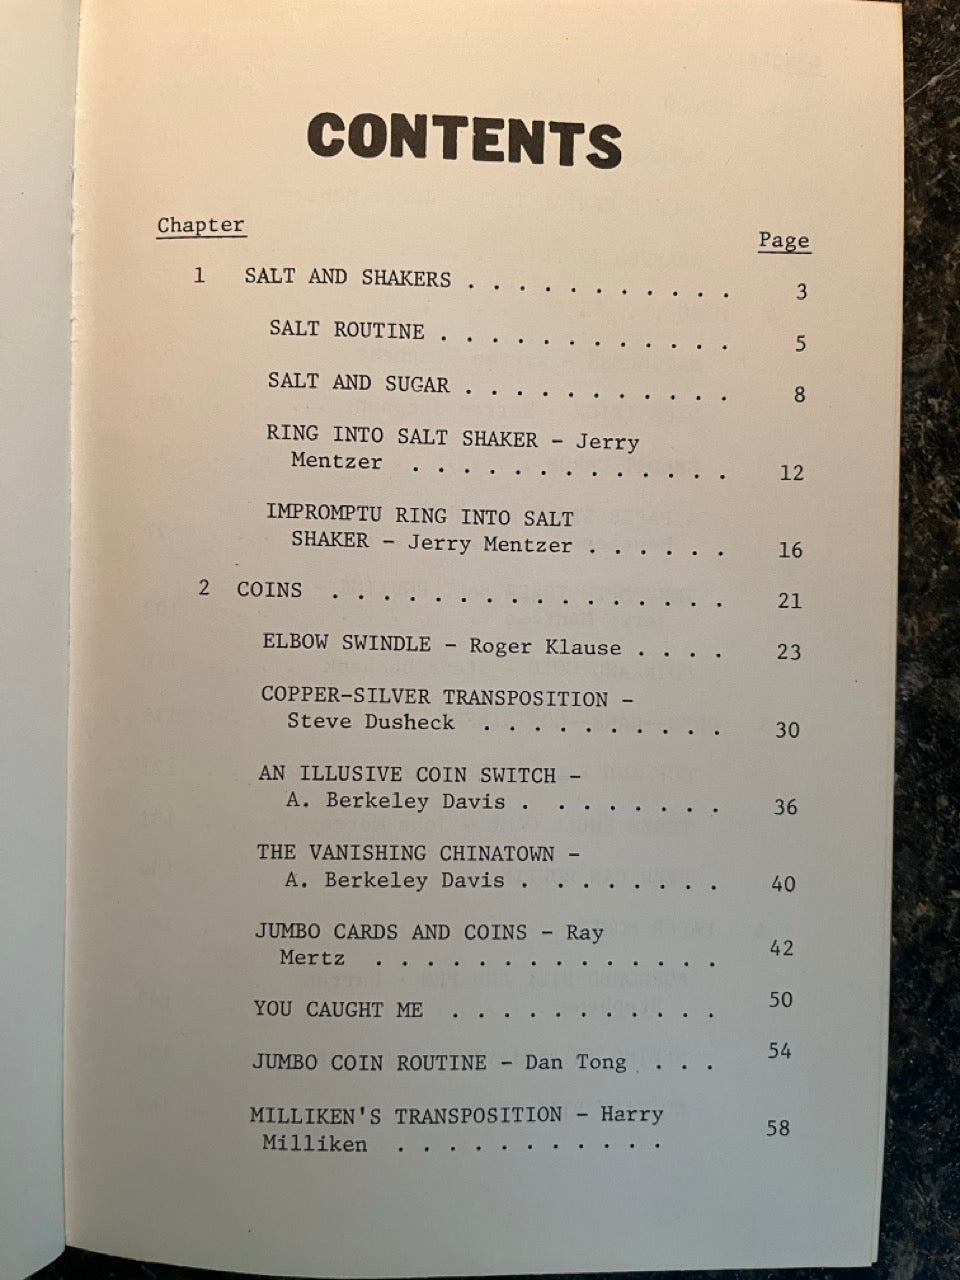 CONTENTS
Chapter
Page
1 SALT AND SHAKERS . . . . . . . . . . . 3
SALT ROUTINE . . . . . . . . . . . . 5
SALT AND SUGAR . . . . . . . . . . . 8
RING INTO SALT SHAKER – Jerry
Mentzer . . . . . . . . . . . . . 12
IMPROMPTU RING INTO SALT
SHAKER – Jerry Mentzer . . . . . . 16
2 COINS . . . . . . . . . . . . . . . . 21
ELBOW SWINDLE – Roger Klause . . . . 23
COPPER–SILVER TRANSPOSITION –
Steve Dusheck . . . . . . . . . . 30
AN ILLUSIVE COIN SWITCH –
A. Berkeley Davis . . . . . . . . 36
THE VANISHING CHINATOWN –
A. Berkeley Davis . . . . . . . . 40
JUMBO CARDS AND COINS – Ray
Mertz . . . . . . . . . . . . . . 42
YOU CAUGHT ME . . . . . . . . . . . 50
JUMBO COIN ROUTINE – Dan Tong . . . . 54
MILLIKEN'S TRANSPOSITION – Harry
Milliken . . . . . . . . . . . 58